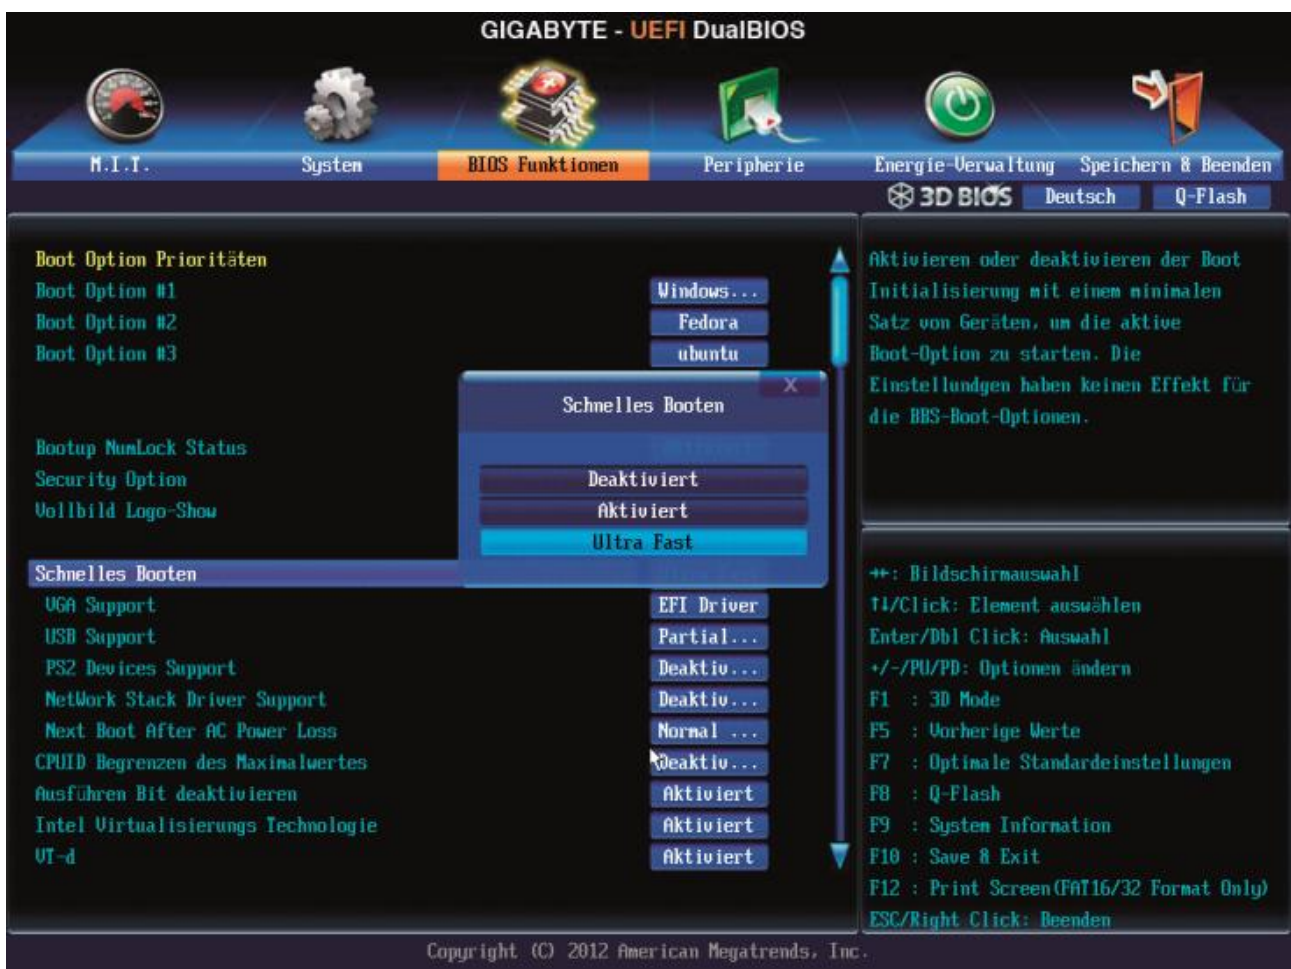 GIGABYTE - UEFI DualBIOS
M.I.T.
System
BIOS Funktionen
Peripherie
Energie-Verwaltung
Speichern & Beenden
3D BIOS
Deutsch
Q-Flash
Boot Option Prioritäten
Boot Option #1 Windows...
Boot Option #2 Fedora
Boot Option #3 ubuntu
Bootup NumLock Status
Security Option
Vollbild Logo-Show
Schnelles Booten
X
Deaktiviert
Aktiviert
Ultra Fast
Schnelles Booten
VGA Support EFI Driver
USB Support Partial...
PS2 Devices Support Deaktiv...
NetWork Stack Driver Support Deaktiv...
Next Boot After AC Power Loss Normal ...
CPUID Begrenzen des Maximalwertes Deaktiv...
Ausführen Bit deaktivieren Aktiviert
Intel Virtualisierungs Technologie Aktiviert
VT-d Aktiviert
Aktivieren oder deaktivieren der Boot
Initialisierung mit einem minimalen
Satz von Geräten, um die aktive
Boot-Option zu starten. Die
Einstellundgen haben keinen Effekt für
die BBS-Boot-Optionen.
→←: Bildschirmauswahl
↑↓/Click: Element auswählen
Enter/Dbl Click: Auswahl
+/-/PU/PD: Optionen ändern
F1 : 3D Mode
F5 : Vorherige Werte
F7 : Optimale Standardeinstellungen
F8 : Q-Flash
F9 : System Information
F10 : Save & Exit
F12 : Print Screen(FAT16/32 Format Only)
ESC/Right Click: Beenden
Copyright (C) 2012 American Megatrends, Inc.